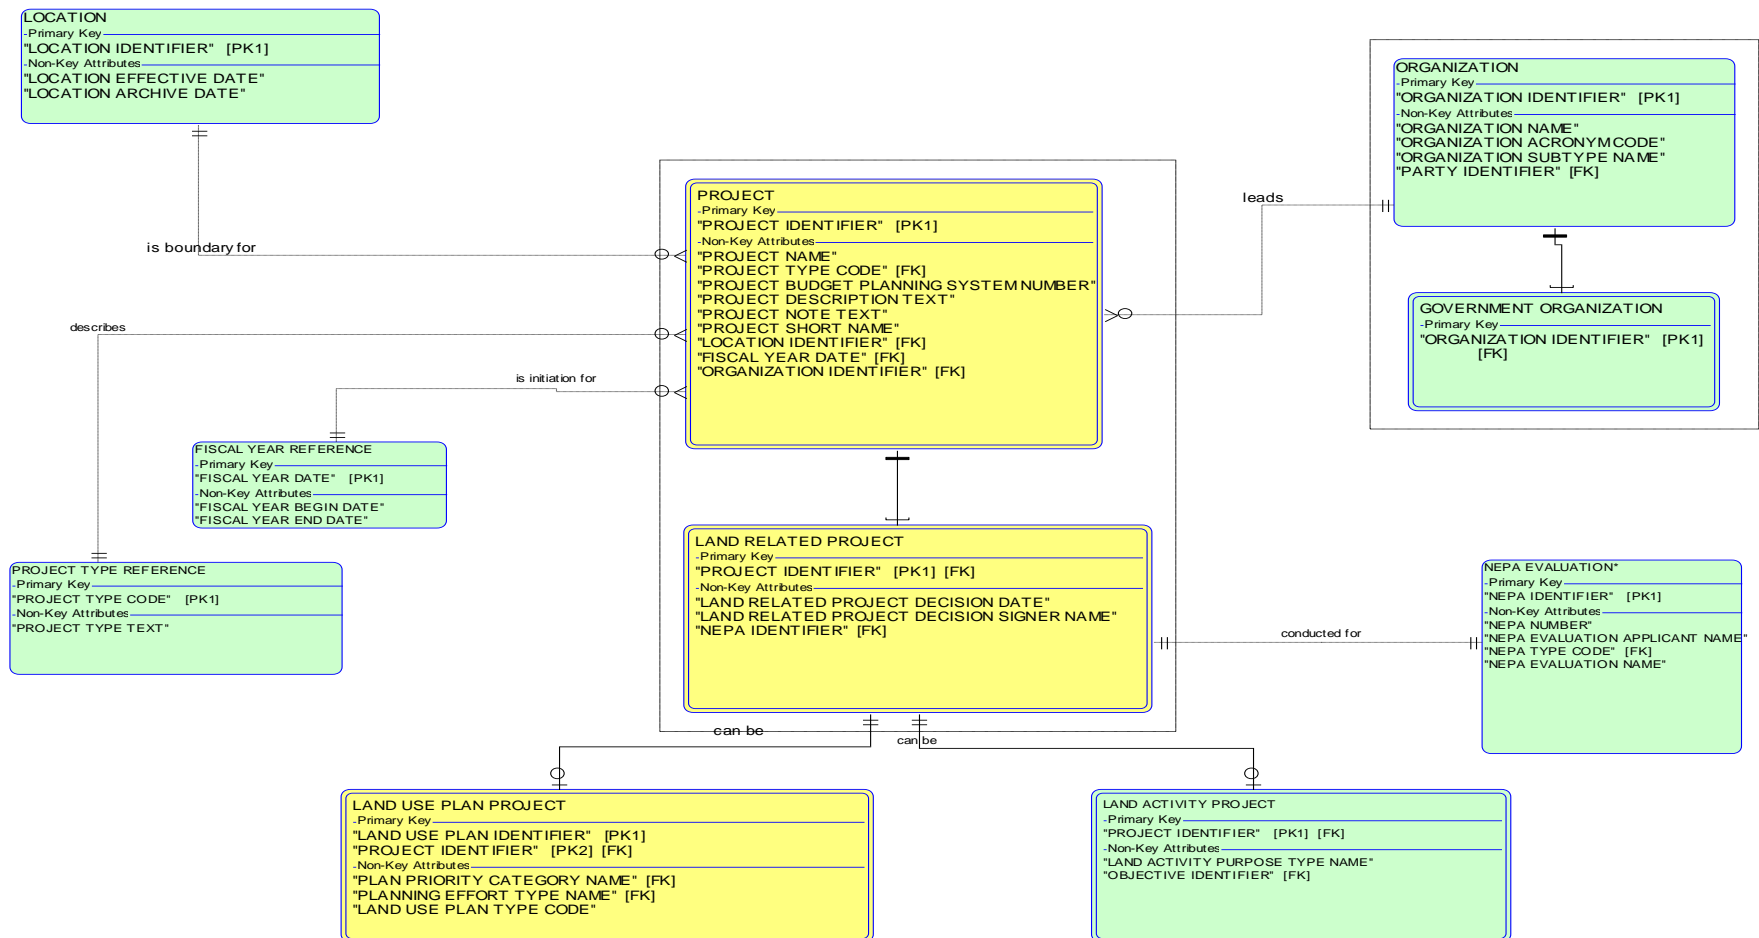 LOCATION
-Primary Key
"LOCATION IDENTIFIER" [PK1]
-Non-Key Attributes
"LOCATION EFFECTIVE DATE"
"LOCATION ARCHIVE DATE"
is boundary for
describes
is initiation for
FISCAL YEAR REFERENCE
-Primary Key
"FISCAL YEAR DATE" [PK1]
-Non-Key Attributes
"FISCAL YEAR BEGIN DATE"
"FISCAL YEAR END DATE"
PROJECT TYPE REFERENCE
-Primary Key
"PROJECT TYPE CODE" [PK1]
-Non-Key Attributes
"PROJECT TYPE TEXT"
PROJECT
-Primary Key
"PROJECT IDENTIFIER" [PK1]
-Non-Key Attributes
"PROJECT NAME"
"PROJECT TYPE CODE" [FK]
"PROJECT BUDGET PLANNING SYSTEM NUMBER"
"PROJECT DESCRIPTION TEXT"
"PROJECT NOTE TEXT"
"PROJECT SHORT NAME"
"LOCATION IDENTIFIER" [FK]
"FISCAL YEAR DATE" [FK]
"ORGANIZATION IDENTIFIER" [FK]
leads
ORGANIZATION
-Primary Key
"ORGANIZATION IDENTIFIER" [PK1]
-Non-Key Attributes
"ORGANIZATION NAME"
"ORGANIZATION ACRONYM CODE"
"ORGANIZATION SUBTYPE NAME"
"PARTY IDENTIFIER" [FK]
GOVERNMENT ORGANIZATION
-Primary Key
"ORGANIZATION IDENTIFIER" [PK1]
[FK]
LAND RELATED PROJECT
-Primary Key
"PROJECT IDENTIFIER" [PK1] [FK]
-Non-Key Attributes
"LAND RELATED PROJECT DECISION DATE"
"LAND RELATED PROJECT DECISION SIGNER NAME"
"NEPA IDENTIFIER" [FK]
conducted for
NEPA EVALUATION*
-Primary Key
"NEPA IDENTIFIER" [PK1]
-Non-Key Attributes
"NEPA NUMBER"
"NEPA EVALUATION APPLICANT NAME"
"NEPA TYPE CODE" [FK]
"NEPA EVALUATION NAME"
can be
can be
LAND USE PLAN PROJECT
-Primary Key
"LAND USE PLAN IDENTIFIER" [PK1]
"PROJECT IDENTIFIER" [PK2] [FK]
-Non-Key Attributes
"PLAN PRIORITY CATEGORY NAME" [FK]
"PLANNING EFFORT TYPE NAME" [FK]
"LAND USE PLAN TYPE CODE"
LAND ACTIVITY PROJECT
-Primary Key
"PROJECT IDENTIFIER" [PK1] [FK]
-Non-Key Attributes
"LAND ACTIVITY PURPOSE TYPE NAME"
"OBJECTIVE IDENTIFIER" [FK]